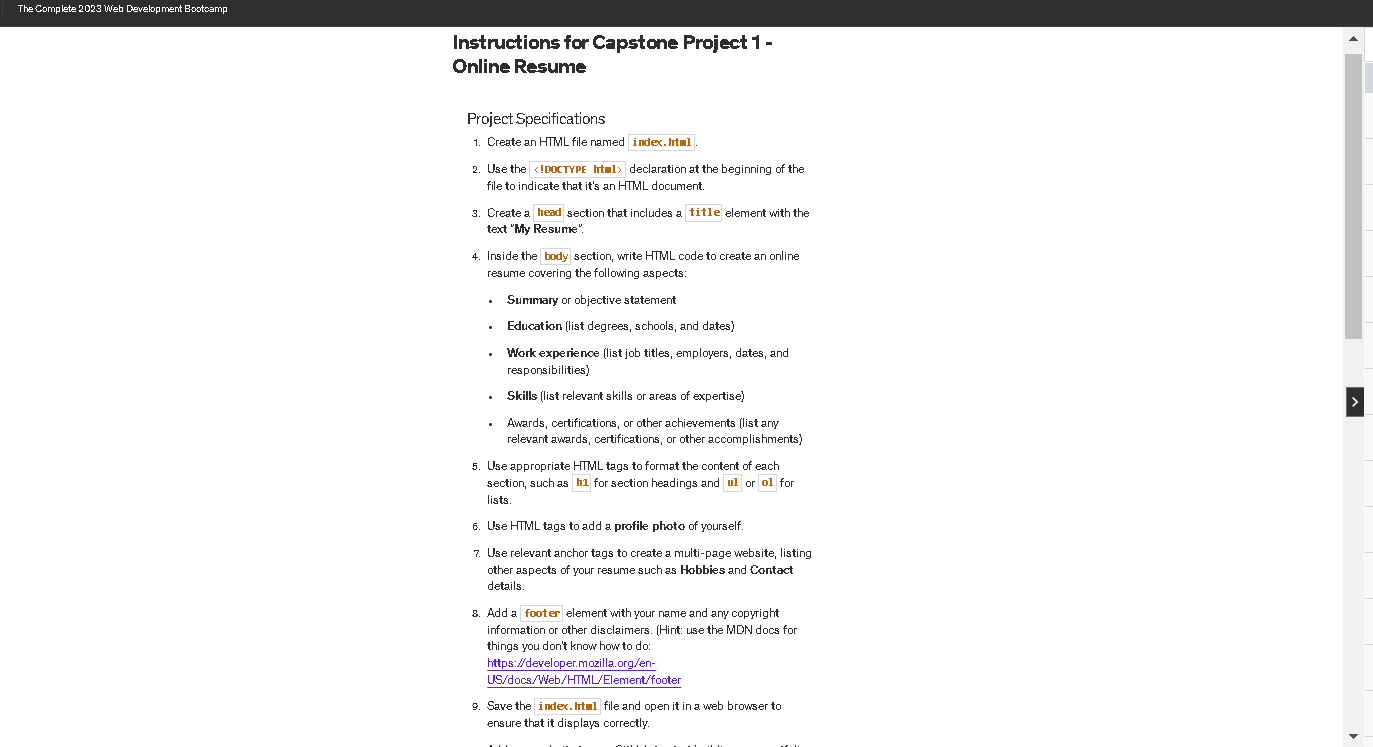 The Complete 2023 Web Development Bootcamp
Instructions for Capstone Project 1 -
Online Resume
Project Specifications
1. Create an HTML file named index.html.
2. Use the <!DOCTYPE html> declaration at the beginning of the
file to indicate that it's an HTML document.
3. Create a head section that includes a title element with the
text "My Resume".
4. Inside the body section, write HTML code to create an online
resume covering the following aspects:
• Summary or objective statement
• Education (list degrees, schools, and dates)
• Work experience (list job titles, employers, dates, and
responsibilities)
• Skills (list relevant skills or areas of expertise)
• Awards, certifications, or other achievements (list any
relevant awards, certifications, or other accomplishments)
5. Use appropriate HTML tags to format the content of each
section, such as h1 for section headings and ul or ol for
lists.
6. Use HTML tags to add a profile photo of yourself.
7. Use relevant anchor tags to create a multi-page website, listing
other aspects of your resume such as Hobbies and Contact
details.
8. Add a footer element with your name and any copyright
information or other disclaimers. (Hint: use the MDN docs for
things you don't know how to do:
https://developer.mozilla.org/en-
US/docs/Web/HTML/Element/footer
9. Save the index.html file and open it in a web browser to
ensure that it displays correctly.